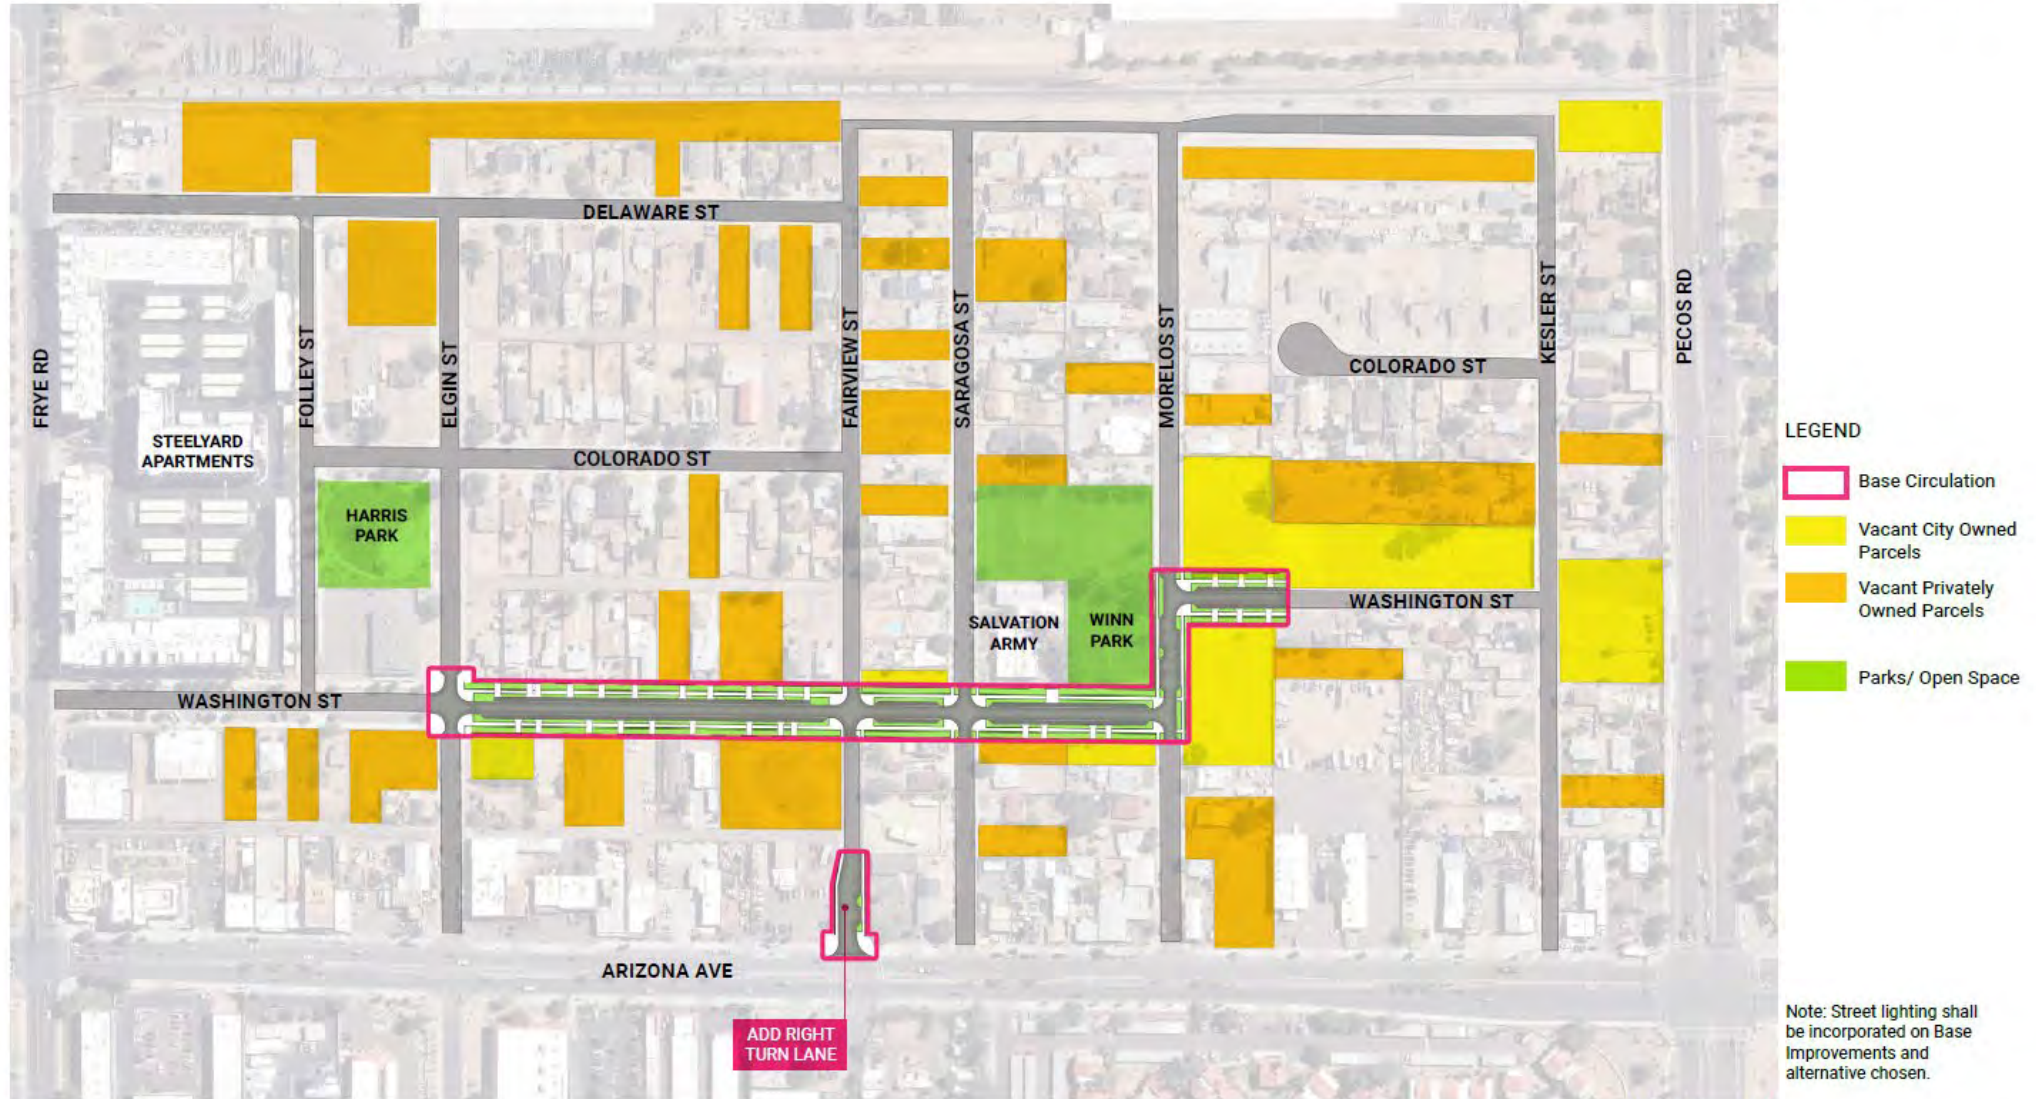 DELAWARE ST
FRYE RD
FOLLEY ST
ELGIN ST
FAIRVIEW ST
SARAGOSA ST
MORELOS ST
KESLER ST
PECOS RD
COLORADO ST
STEELYARD
APARTMENTS
COLORADO ST
HARRIS
PARK
SALVATION
ARMY
WINN
PARK
WASHINGTON ST
WASHINGTON ST
ARIZONA AVE
ADD RIGHT
TURN LANE
LEGEND
Base Circulation
Vacant City Owned
Parcels
Vacant Privately
Owned Parcels
Parks/ Open Space
Note: Street lighting shall
be incorporated on Base
Improvements and
alternative chosen.